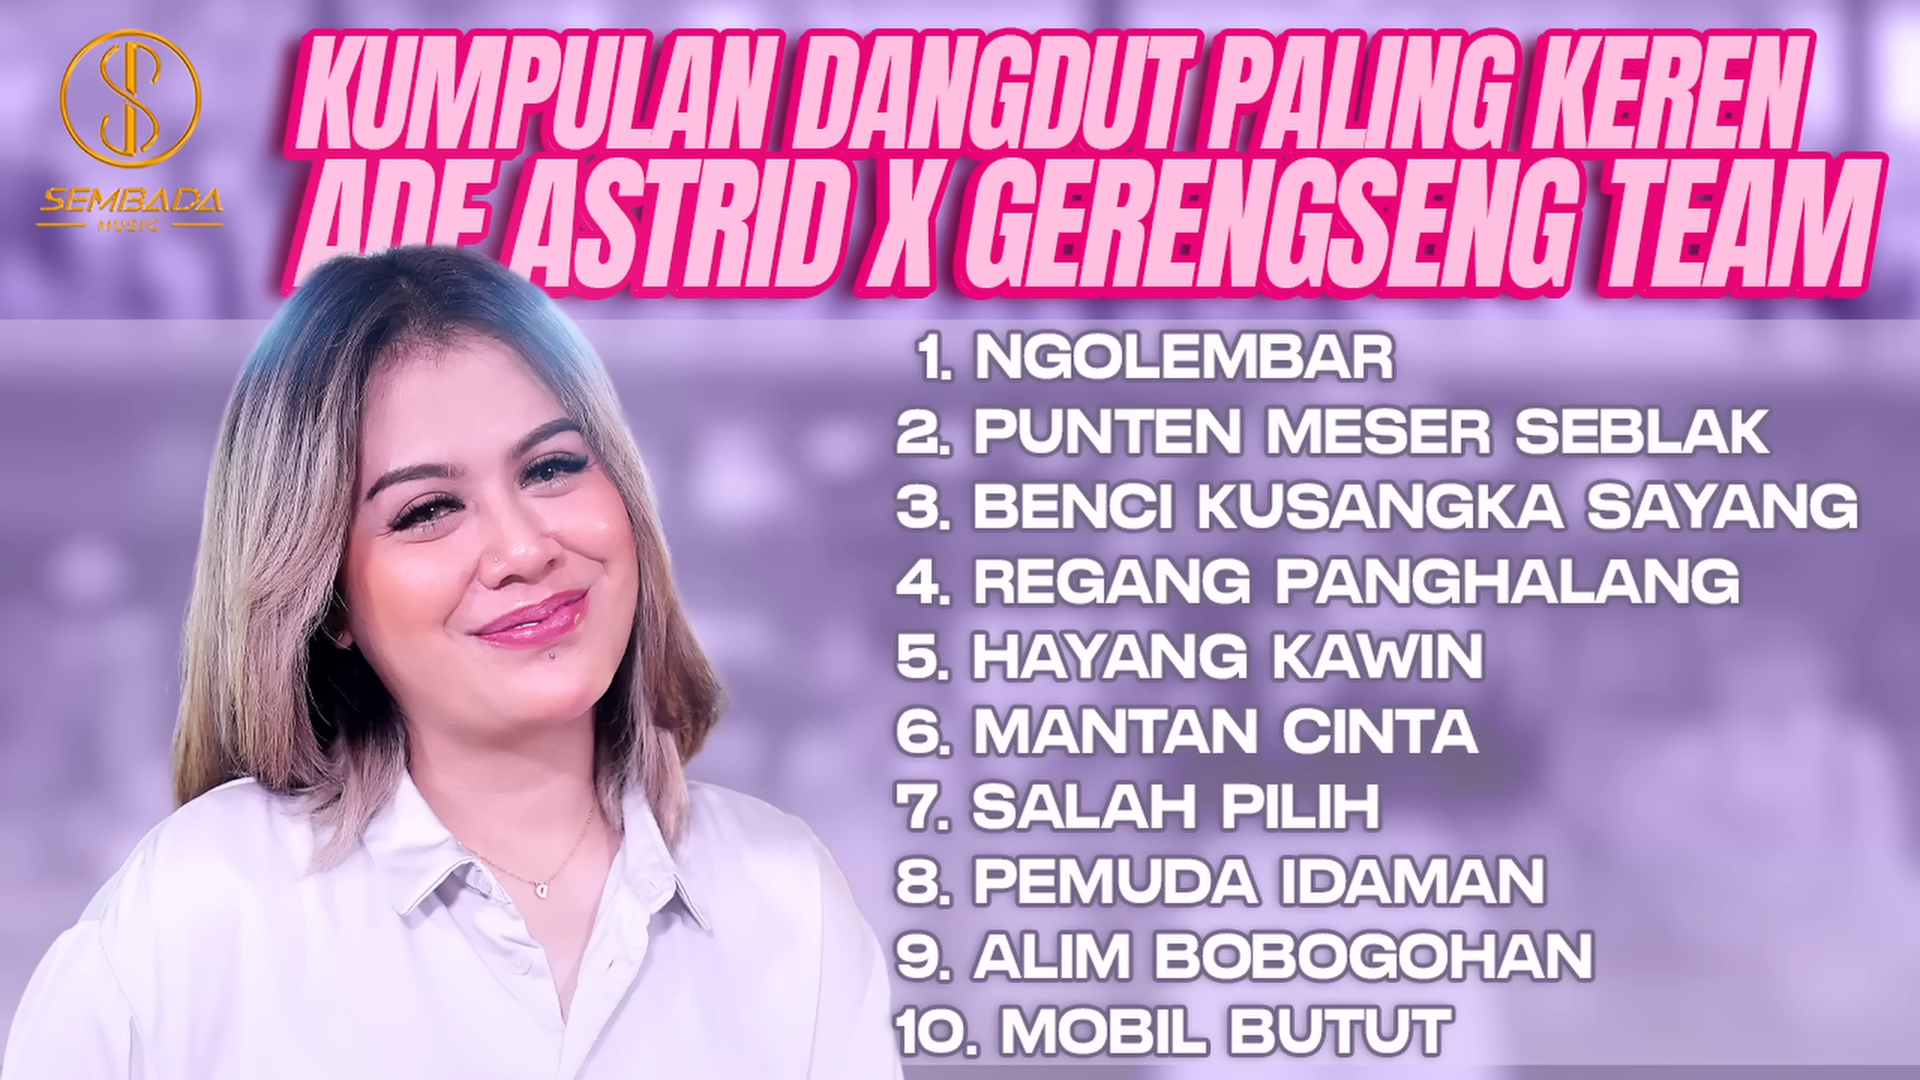 SEMBADA
MUSIC
KUMPULAN DANGDUT PALING KEREN
ADE ASTRID X GERENGSENG TEAM
1. NGOLEMBAR
2. PUNTEN MESER SEBLAK
3. BENCI KUSANGKA SAYANG
4. REGANG PANGHALANG
5. HAYANG KAWIN
6. MANTAN CINTA
7. SALAH PILIH
8. PEMUDA IDAMAN
9. ALIM BOBOGOHAN
10. MOBIL BUTUT